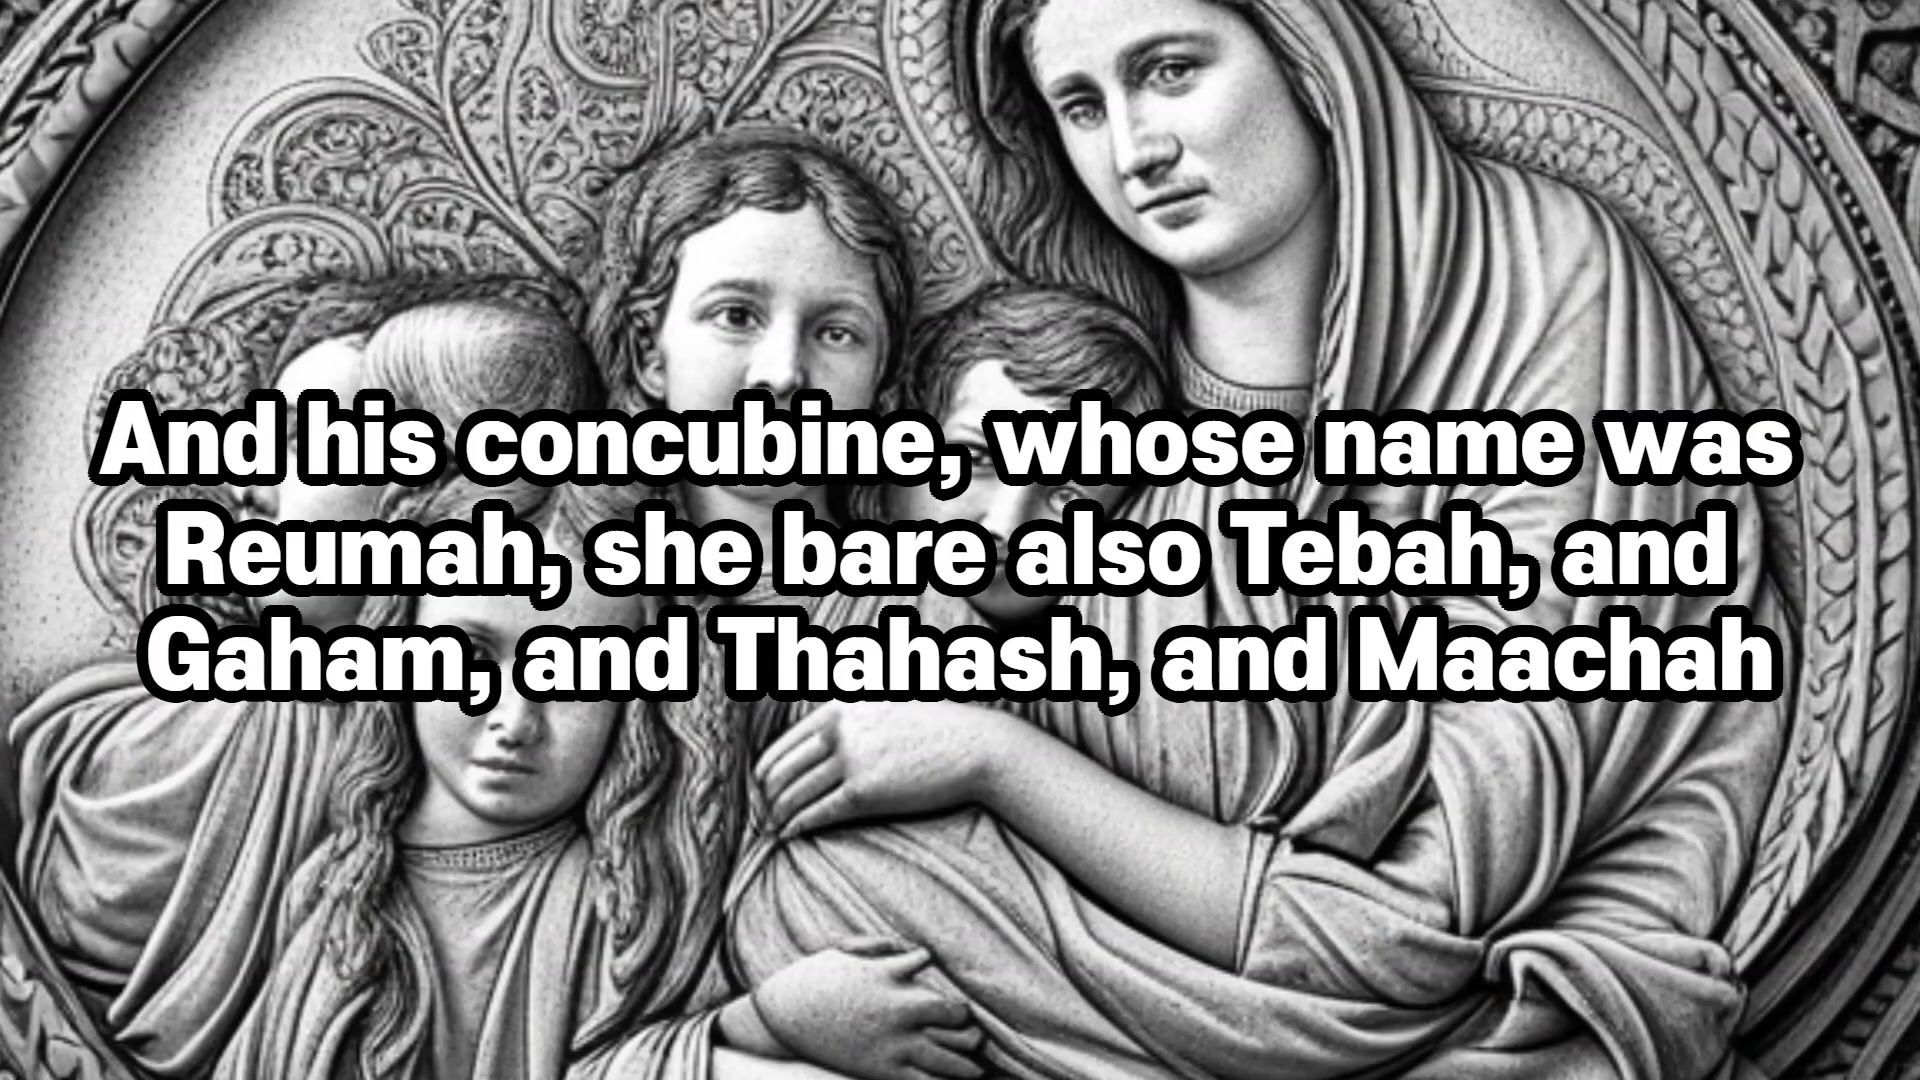 And his concubine, whose name was
Reumah, she bare also Tebah, and
Gaham, and Thahash, and Maachah